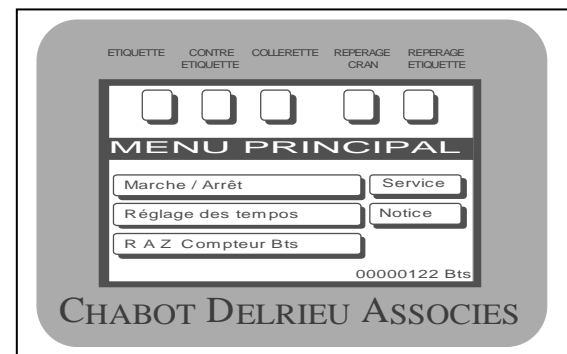 ETIQUETTE CONTRE ETIQUETTE COLLERETTE REPERAGE CRAN REPERAGE ETIQUETTE
MENU PRINCIPAL
Marche / Arrêt Service
Réglage des tempos Notice
R A Z Compteur Bts
00000122 Bts
CHABOT DELRIEU ASSOCIES